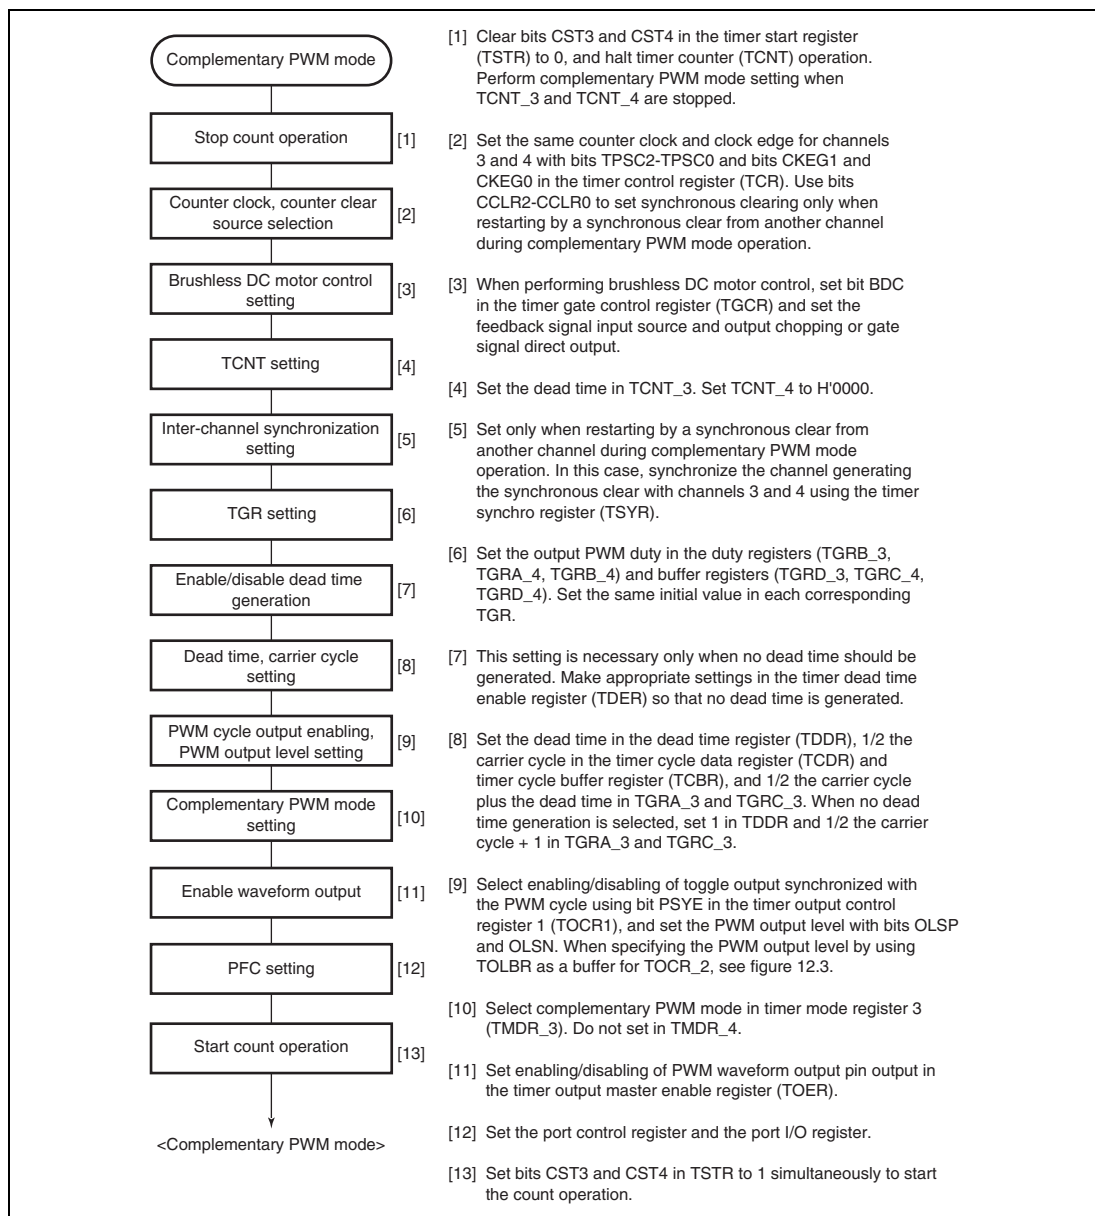 Complementary PWM mode
Stop count operation
[1]
Counter clock, counter clear
source selection
[2]
Brushless DC motor control
setting
[3]
TCNT setting
[4]
Inter-channel synchronization
setting
[5]
TGR setting
[6]
Enable/disable dead time
generation
[7]
Dead time, carrier cycle
setting
[8]
PWM cycle output enabling,
PWM output level setting
[9]
Complementary PWM mode
setting
[10]
Enable waveform output
[11]
PFC setting
[12]
Start count operation
[13]
<Complementary PWM mode>
[1] Clear bits CST3 and CST4 in the timer start register
(TSTR) to 0, and halt timer counter (TCNT) operation.
Perform complementary PWM mode setting when
TCNT_3 and TCNT_4 are stopped.
[2] Set the same counter clock and clock edge for channels
3 and 4 with bits TPSC2-TPSC0 and bits CKEG1 and
CKEG0 in the timer control register (TCR). Use bits
CCLR2-CCLR0 to set synchronous clearing only when
restarting by a synchronous clear from another channel
during complementary PWM mode operation.
[3] When performing brushless DC motor control, set bit BDC
in the timer gate control register (TGCR) and set the
feedback signal input source and output chopping or gate
signal direct output.
[4] Set the dead time in TCNT_3. Set TCNT_4 to H'0000.
[5] Set only when restarting by a synchronous clear from
another channel during complementary PWM mode
operation. In this case, synchronize the channel generating
the synchronous clear with channels 3 and 4 using the timer
synchro register (TSYR).
[6] Set the output PWM duty in the duty registers (TGRB_3,
TGRA_4, TGRB_4) and buffer registers (TGRD_3, TGRC_4,
TGRD_4). Set the same initial value in each corresponding
TGR.
[7] This setting is necessary only when no dead time should be
generated. Make appropriate settings in the timer dead time
enable register (TDER) so that no dead time is generated.
[8] Set the dead time in the dead time register (TDDR), 1/2 the
carrier cycle in the timer cycle data register (TCDR) and
timer cycle buffer register (TCBR), and 1/2 the carrier cycle
plus the dead time in TGRA_3 and TGRC_3. When no dead
time generation is selected, set 1 in TDDR and 1/2 the carrier
cycle + 1 in TGRA_3 and TGRC_3.
[9] Select enabling/disabling of toggle output synchronized with
the PWM cycle using bit PSYE in the timer output control
register 1 (TOCR1), and set the PWM output level with bits OLSP
and OLSN. When specifying the PWM output level by using
TOLBR as a buffer for TOCR_2, see figure 12.3.
[10] Select complementary PWM mode in timer mode register 3
(TMDR_3). Do not set in TMDR_4.
[11] Set enabling/disabling of PWM waveform output pin output in
the timer output master enable register (TOER).
[12] Set the port control register and the port I/O register.
[13] Set bits CST3 and CST4 in TSTR to 1 simultaneously to start
the count operation.